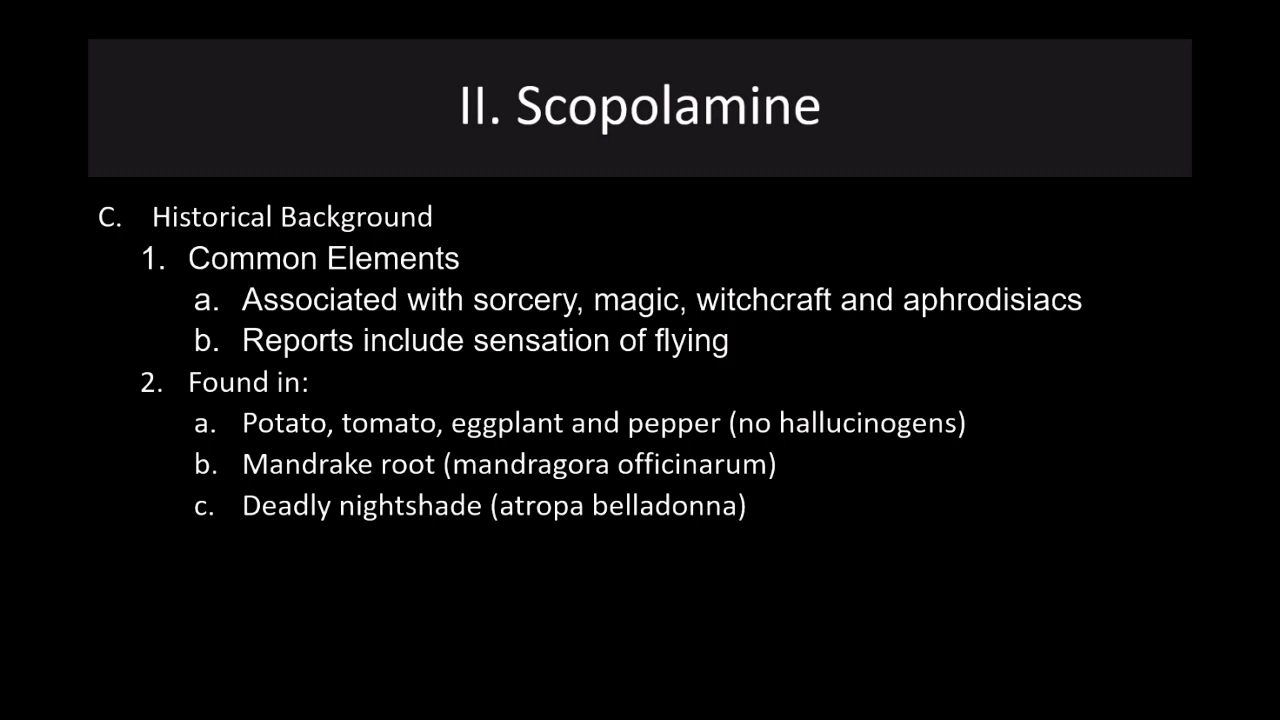 II. Scopolamine
C. Historical Background
1. Common Elements
a. Associated with sorcery, magic, witchcraft and aphrodisiacs
b. Reports include sensation of flying
2. Found in:
a. Potato, tomato, eggplant and pepper (no hallucinogens)
b. Mandrake root (mandragora officinarum)
c. Deadly nightshade (atropa belladonna)